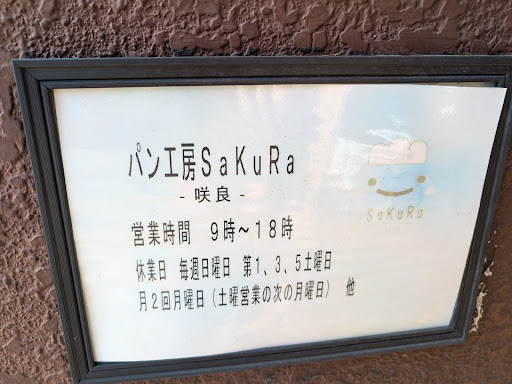 パン工房SaKuRa
- 咲良 -
営業時間 9時～18時
休業日 毎週日曜日 第1、3、5土曜日
月2回月曜日(土曜営業の次の月曜日) 他
SaKuRa